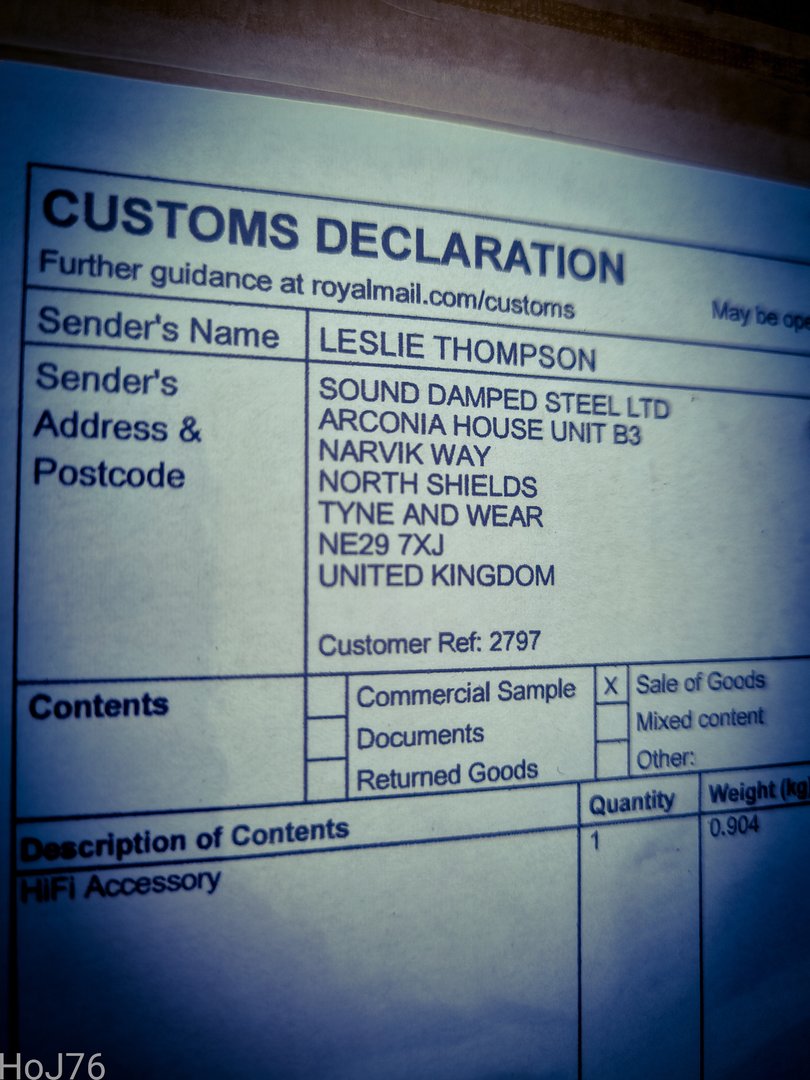 CUSTOMS DECLARATION
Further guidance at royalmail.com/customs
May be
Sender's Name
LESLIE THOMPSON
Sender's
Address &
Postcode
SOUND DAMPED STEEL LTD
ARCONIA HOUSE UNIT B3
NARVIK WAY
NORTH SHIELDS
TYNE AND WEAR
NE29 7XJ
UNITED KINGDOM
Customer Ref: 2797
Contents
Commercial Sample
Documents
Returned Goods
X Sale of Goods
Mixed content
Other:
Description of Contents
Quantity
Weight (kg
HiFi Accessory
1
0.904
HoJ76